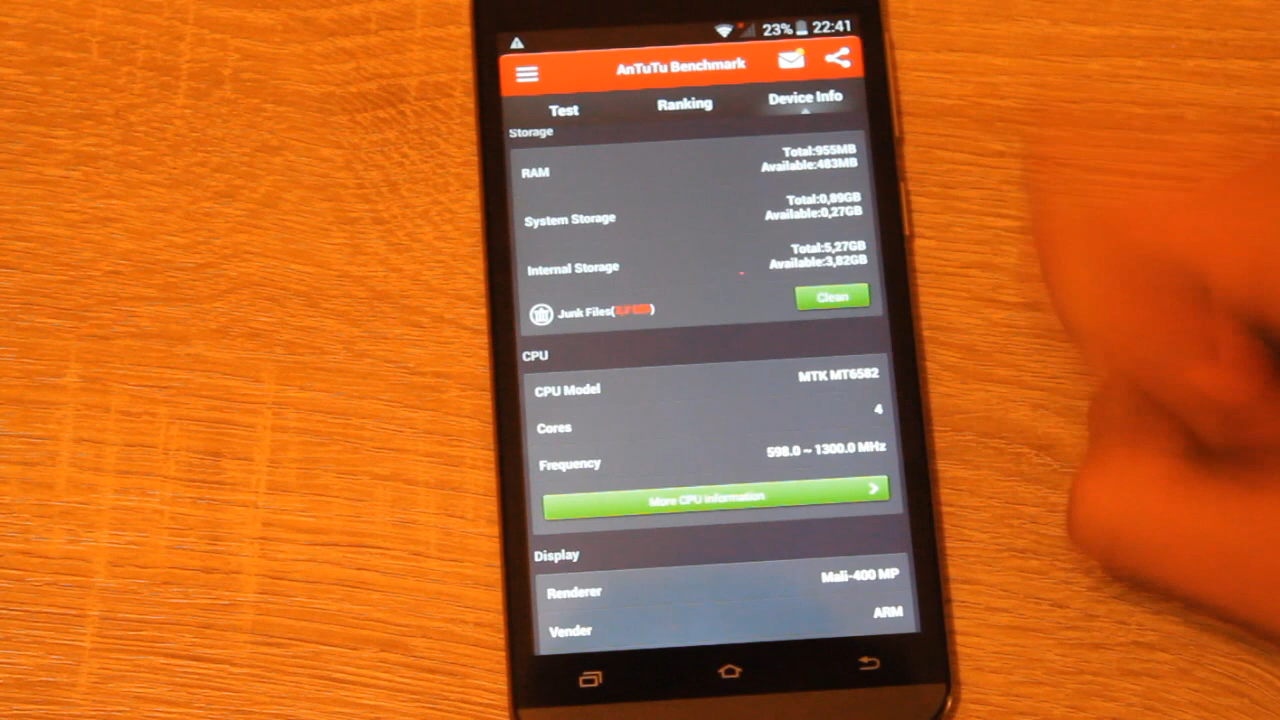 23% 22:41
AnTuTu Benchmark
Test Ranking Device Info
Storage
RAM
Total:955MB
Available:483MB
System Storage
Total:0,89GB
Available:0,27GB
Internal Storage
Total:5,27GB
Available:3,82GB
Junk Files( )
Clean
CPU
CPU Model MTK MT6582
Cores 4
Frequency 598.0 ~ 1300.0 MHz
More CPU information
Display
Renderer Mali-400 MP
Vender ARM